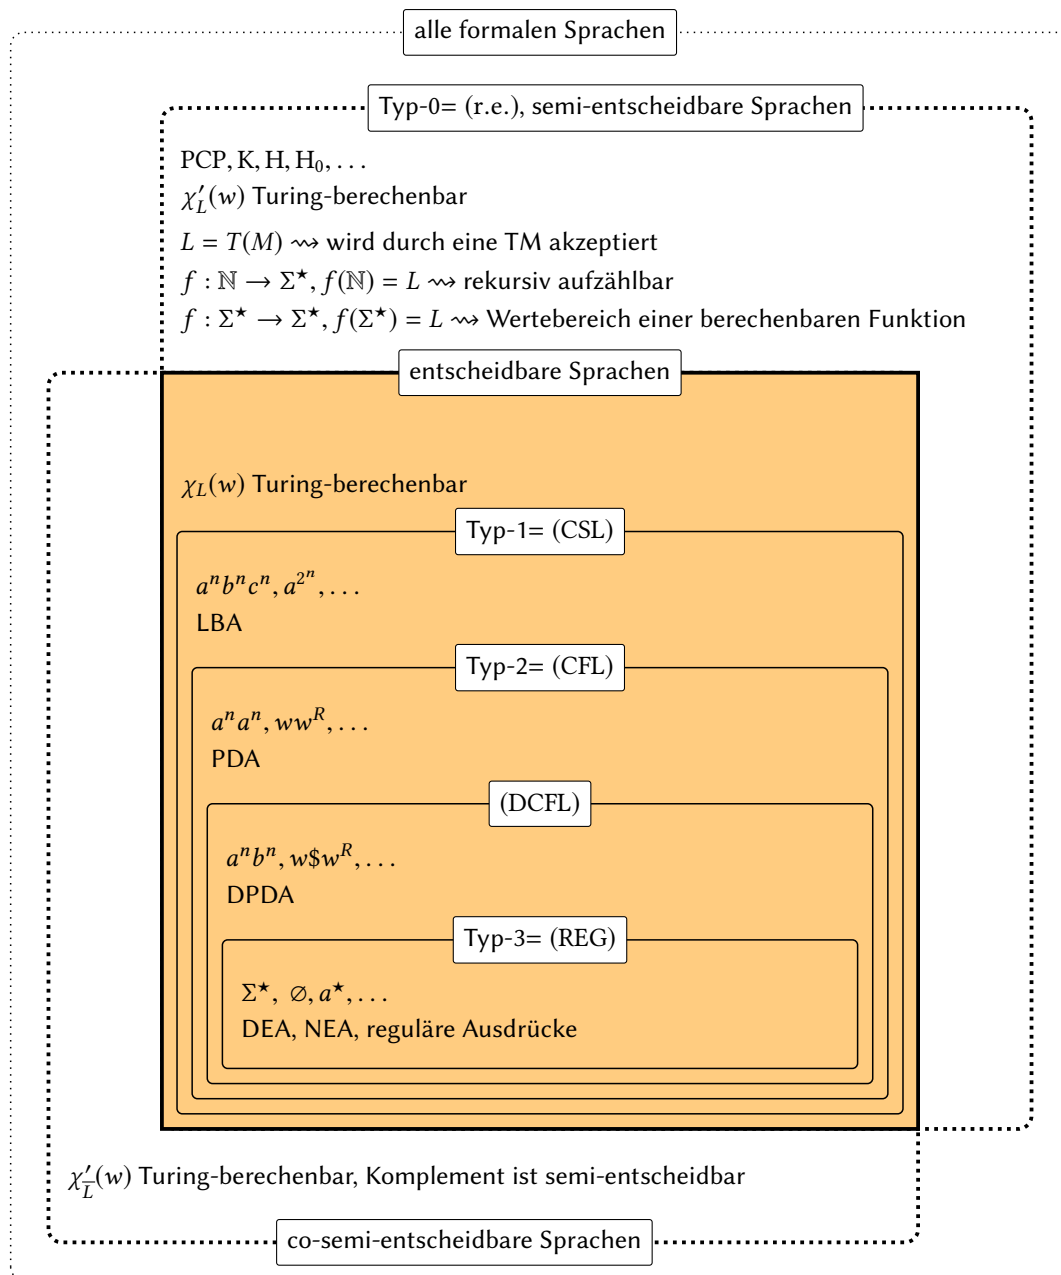 alle formalen Sprachen
Typ-0= (r.e.), semi-entscheidbare Sprachen
PCP, K, H, H₀, . . .
χ′_L(w) Turing-berechenbar
L = T(M) ⇝ wird durch eine TM akzeptiert
f : ℕ → Σ★, f(ℕ) = L ⇝ rekursiv aufzählbar
f : Σ★ → Σ★, f(Σ★) = L ⇝ Wertebereich einer berechenbaren Funktion
entscheidbare Sprachen
χ_L(w) Turing-berechenbar
Typ-1= (CSL)
aⁿbⁿcⁿ, a^{2ⁿ}, . . .
LBA
Typ-2= (CFL)
aⁿaⁿ, ww^R, . . .
PDA
(DCFL)
aⁿbⁿ, w$w^R, . . .
DPDA
Typ-3= (REG)
Σ★, ∅, a★, . . .
DEA, NEA, reguläre Ausdrücke
χ′_L̅(w) Turing-berechenbar, Komplement ist semi-entscheidbar
co-semi-entscheidbare Sprachen